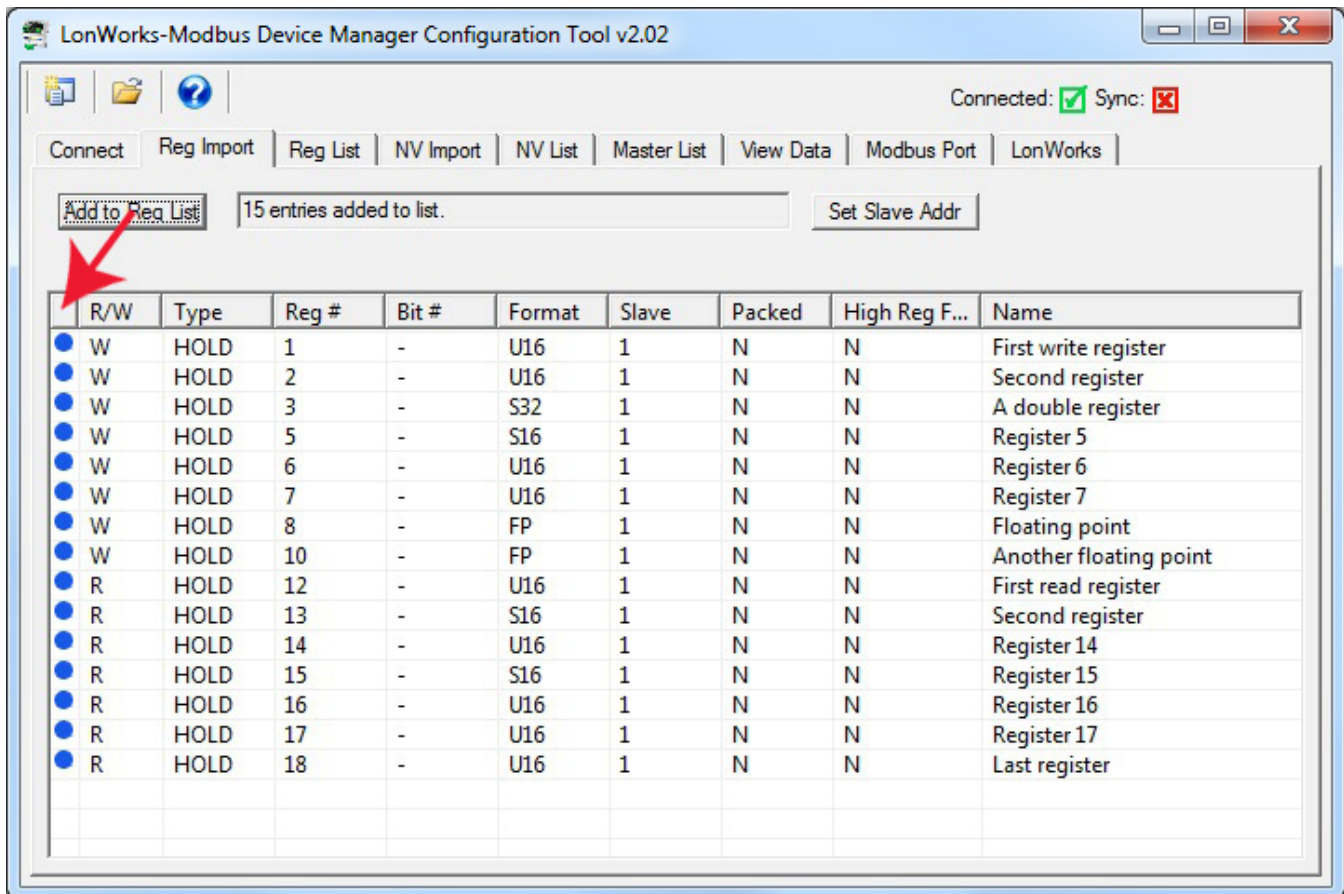 LonWorks-Modbus Device Manager Configuration Tool v2.02
Connected: Sync:
Connect Reg Import Reg List NV Import NV List Master List View Data Modbus Port LonWorks
Add to Reg List 15 entries added to list. Set Slave Addr
R/W Type Reg # Bit # Format Slave Packed High Reg F... Name
W HOLD 1 - U16 1 N N First write register
W HOLD 2 - U16 1 N N Second register
W HOLD 3 - S32 1 N N A double register
W HOLD 5 - S16 1 N N Register 5
W HOLD 6 - U16 1 N N Register 6
W HOLD 7 - U16 1 N N Register 7
W HOLD 8 - FP 1 N N Floating point
W HOLD 10 - FP 1 N N Another floating point
R HOLD 12 - U16 1 N N First read register
R HOLD 13 - S16 1 N N Second register
R HOLD 14 - U16 1 N N Register 14
R HOLD 15 - S16 1 N N Register 15
R HOLD 16 - U16 1 N N Register 16
R HOLD 17 - U16 1 N N Register 17
R HOLD 18 - U16 1 N N Last register